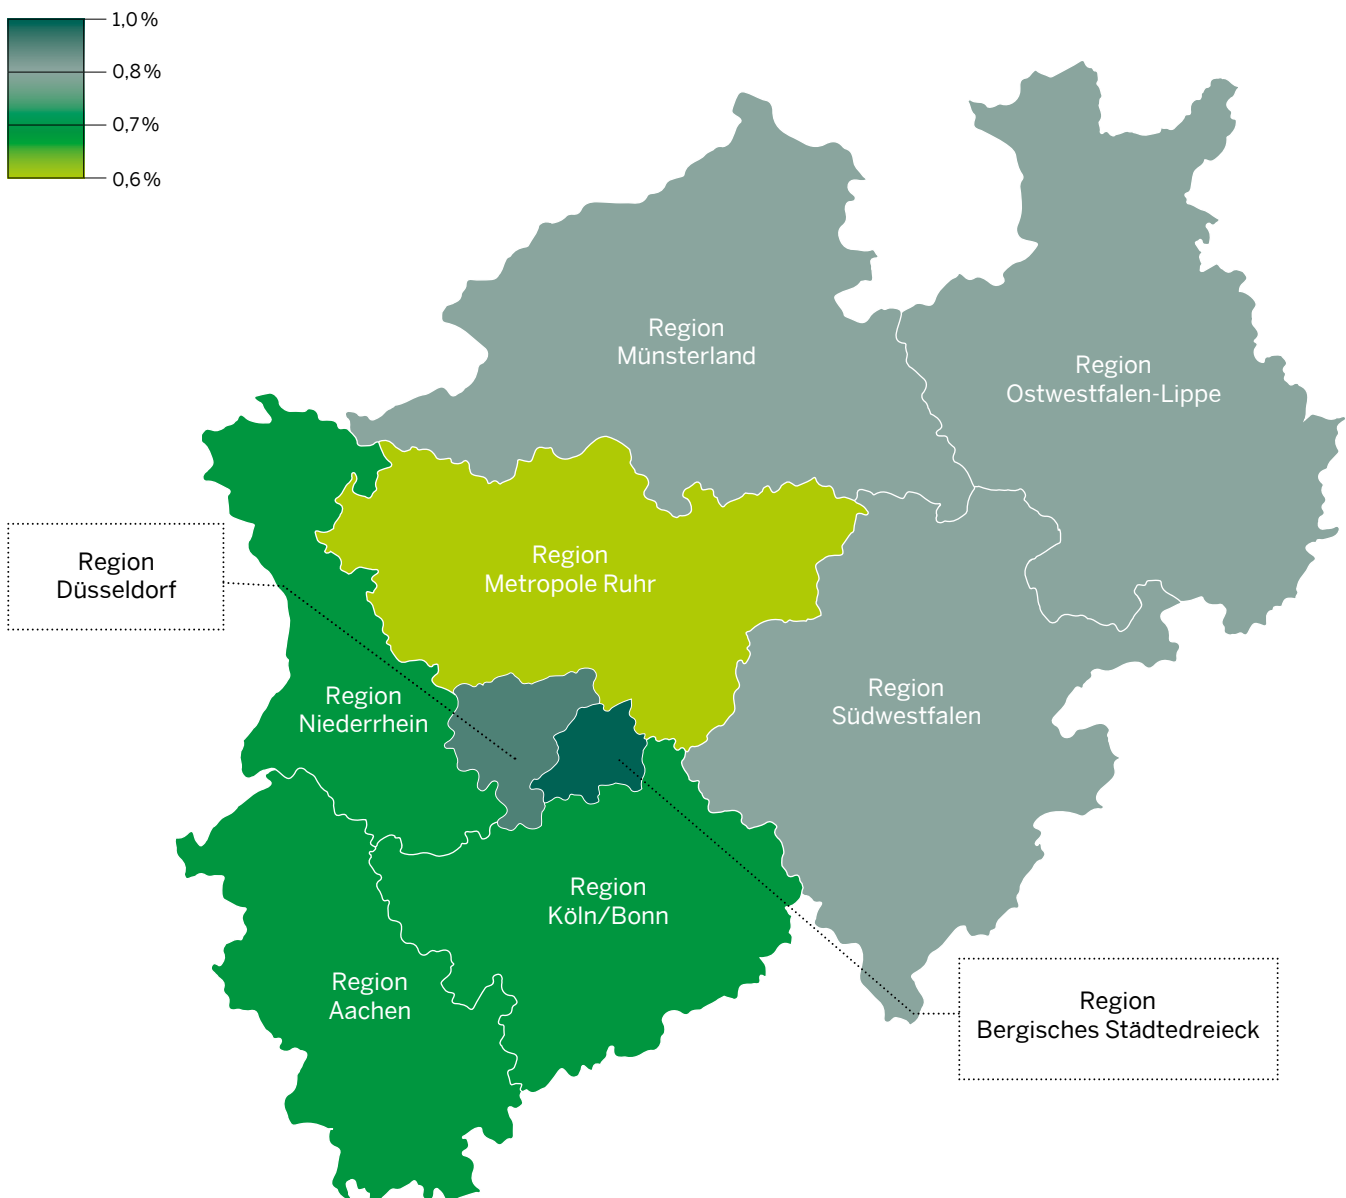 1,0 %
0,8 %
0,7 %
0,6 %
Region
Münsterland
Region
Ostwestfalen-Lippe
Region
Düsseldorf
Region
Metropole Ruhr
Region
Niederrhein
Region
Südwestfalen
Region
Köln/Bonn
Region
Aachen
Region
Bergisches Städtedreieck